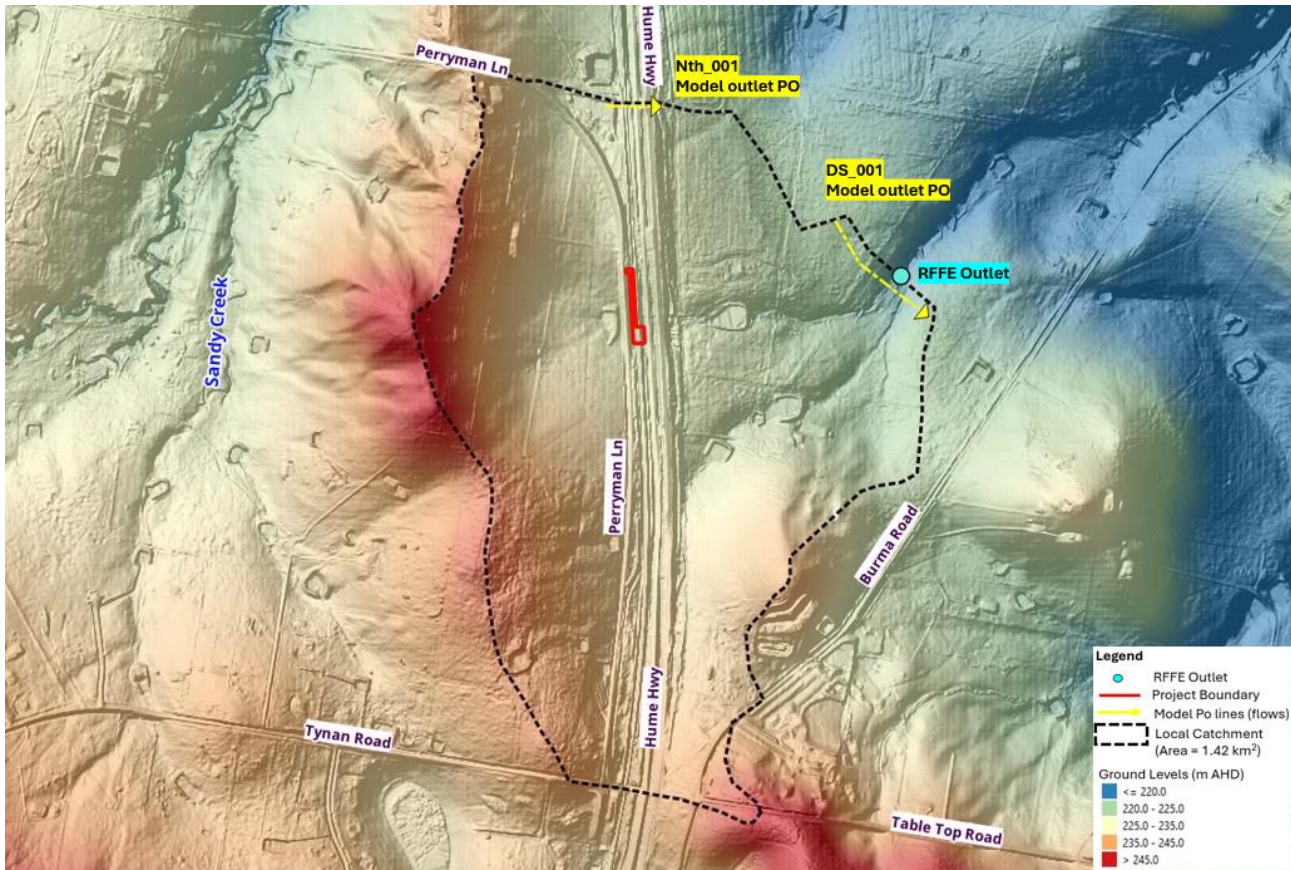 Perryman Ln
Hume Hwy
Nth_001
Model outlet PO
DS_001
Model outlet PO
RFFE Outlet
Sandy Creek
Perryman Ln
Burma Road
Hume Hwy
Tynan Road
Table Top Road
Legend
RFFE Outlet
Project Boundary
Model Po lines (flows)
Local Catchment
(Area = 1.42 km²)
Ground Levels (m AHD)
<= 220.0
220.0 - 225.0
225.0 - 235.0
235.0 - 245.0
> 245.0